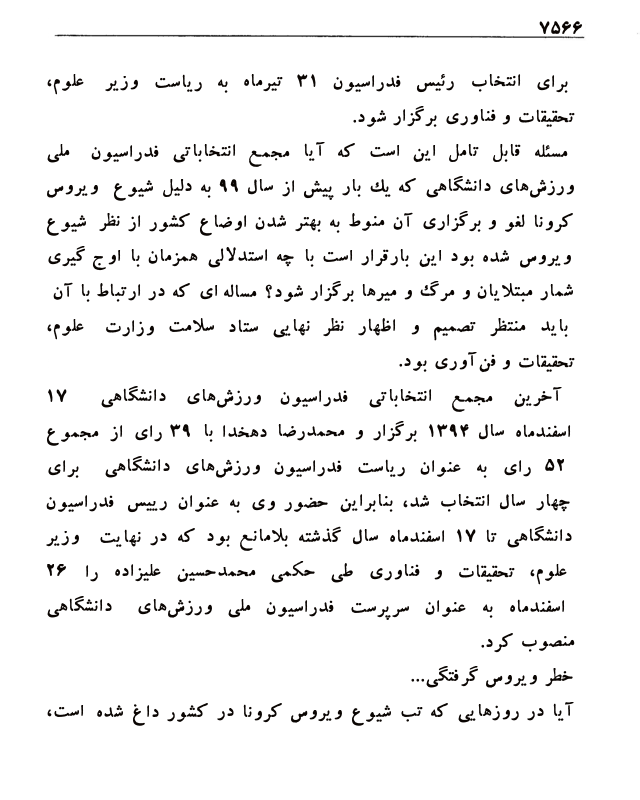 ۷۵۶۶
برای انتخاب رئیس فدراسیون ۳۱ تیرماه به ریاست وزیر علوم،
تحقیقات و فناوری برگزار شود.
مسئله قابل تامل این است که آیا مجمع انتخاباتی فدراسیون ملی
ورزش‌های دانشگاهی که یك بار پیش از سال ۹۹ به دلیل شیوع ویروس
کرونا لغو و برگزاری آن منوط به بهتر شدن اوضاع کشور از نظر شیوع
ویروس شده بود این بارقرار است با چه استدلالی همزمان با اوج گیری
شمار مبتلایان و مرگ و میرها برگزار شود؟ مساله ای که در ارتباط با آن
باید منتظر تصمیم و اظهار نظر نهایی ستاد سلامت وزارت علوم،
تحقیقات و فن‌آوری بود.
آخرین مجمع انتخاباتی فدراسیون ورزش‌های دانشگاهی ۱۷
اسفندماه سال ۱۳۹۴ برگزار و محمدرضا دهخدا با ۳۹ رای از مجموع
۵۲ رای به عنوان ریاست فدراسیون ورزش‌های دانشگاهی برای
چهار سال انتخاب شد، بنابراین حضور وی به عنوان رییس فدراسیون
دانشگاهی تا ۱۷ اسفندماه سال گذشته بلامانع بود که در نهایت وزیر
علوم، تحقیقات و فناوری طی حکمی محمدحسین علیزاده را ۲۶
اسفندماه به عنوان سرپرست فدراسیون ملی ورزش‌های دانشگاهی
منصوب کرد.
خطر ویروس گرفتگی...
آیا در روزهایی که تب شیوع ویروس کرونا در کشور داغ شده است،